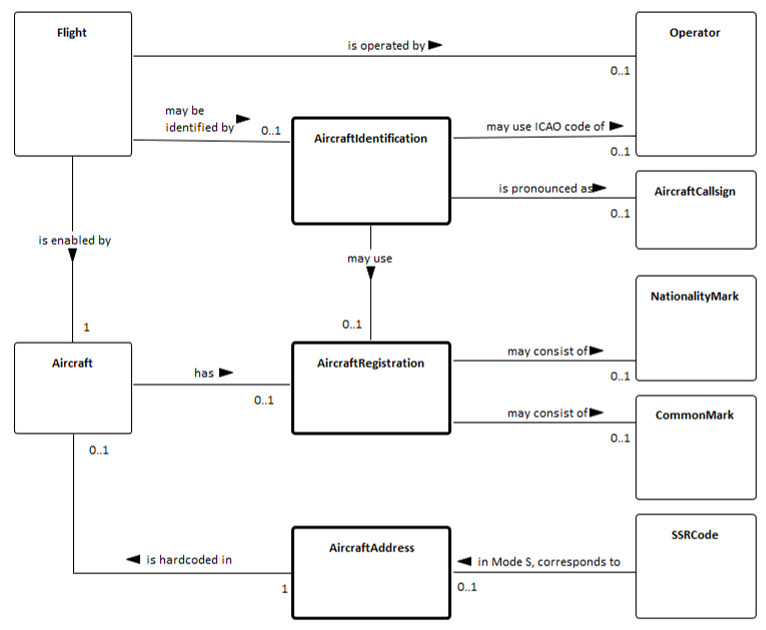 Flight
is operated by
0..1
Operator
may be
identified by
0..1
AircraftIdentification
may use ICAO code of
0..1
is pronounced as
0..1
AircraftCallsign
is enabled by
1
may use
0..1
NationalityMark
Aircraft
has
0..1
AircraftRegistration
may consist of
0..1
may consist of
0..1
CommonMark
0..1
is hardcoded in
1
AircraftAddress
in Mode S, corresponds to
0..1
SSRCode